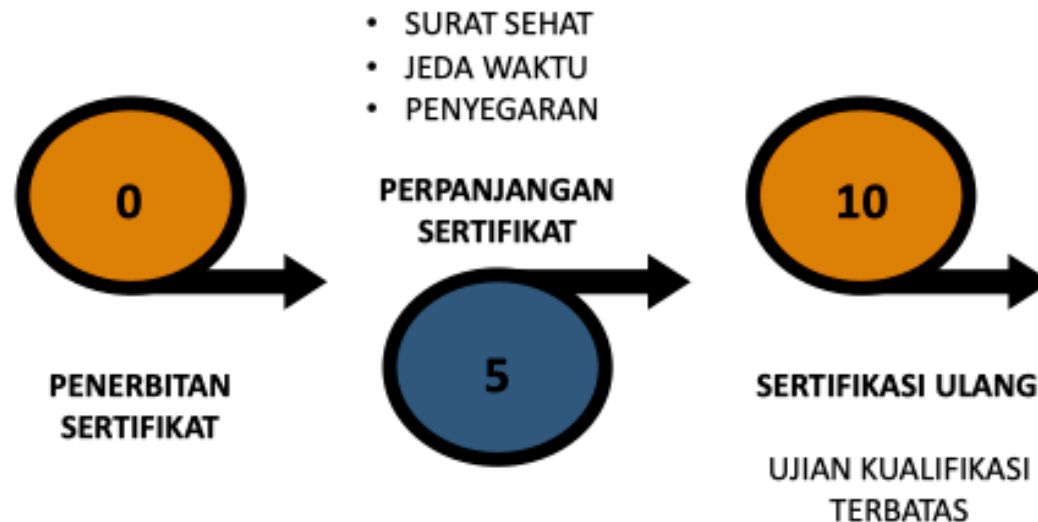 0
PENERBITAN
SERTIFIKAT
• SURAT SEHAT
• JEDA WAKTU
• PENYEGARAN
PERPANJANGAN
SERTIFIKAT
5
10
SERTIFIKASI ULANG
UJIAN KUALIFIKASI
TERBATAS